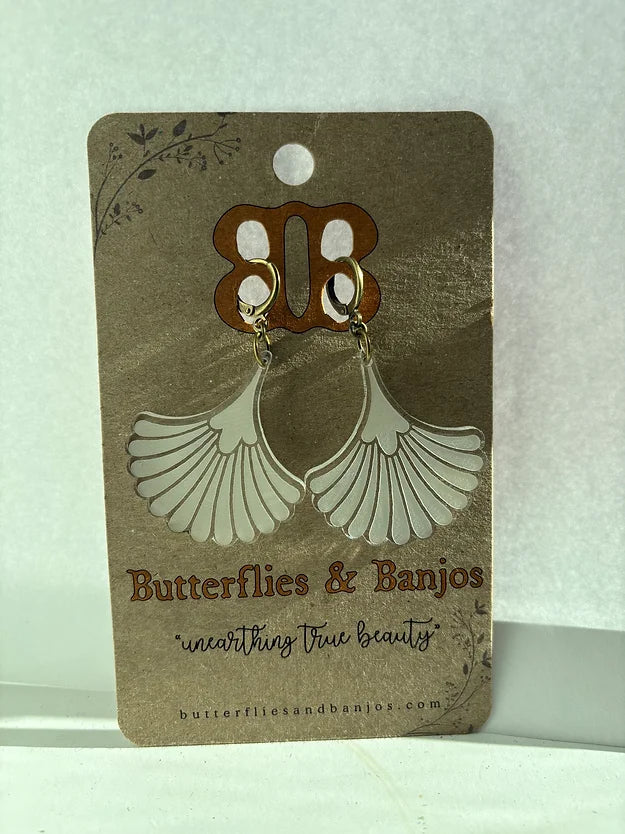 Butterflies & Banjos
"unearthing true beauty"
butterfliesandbanjos.com